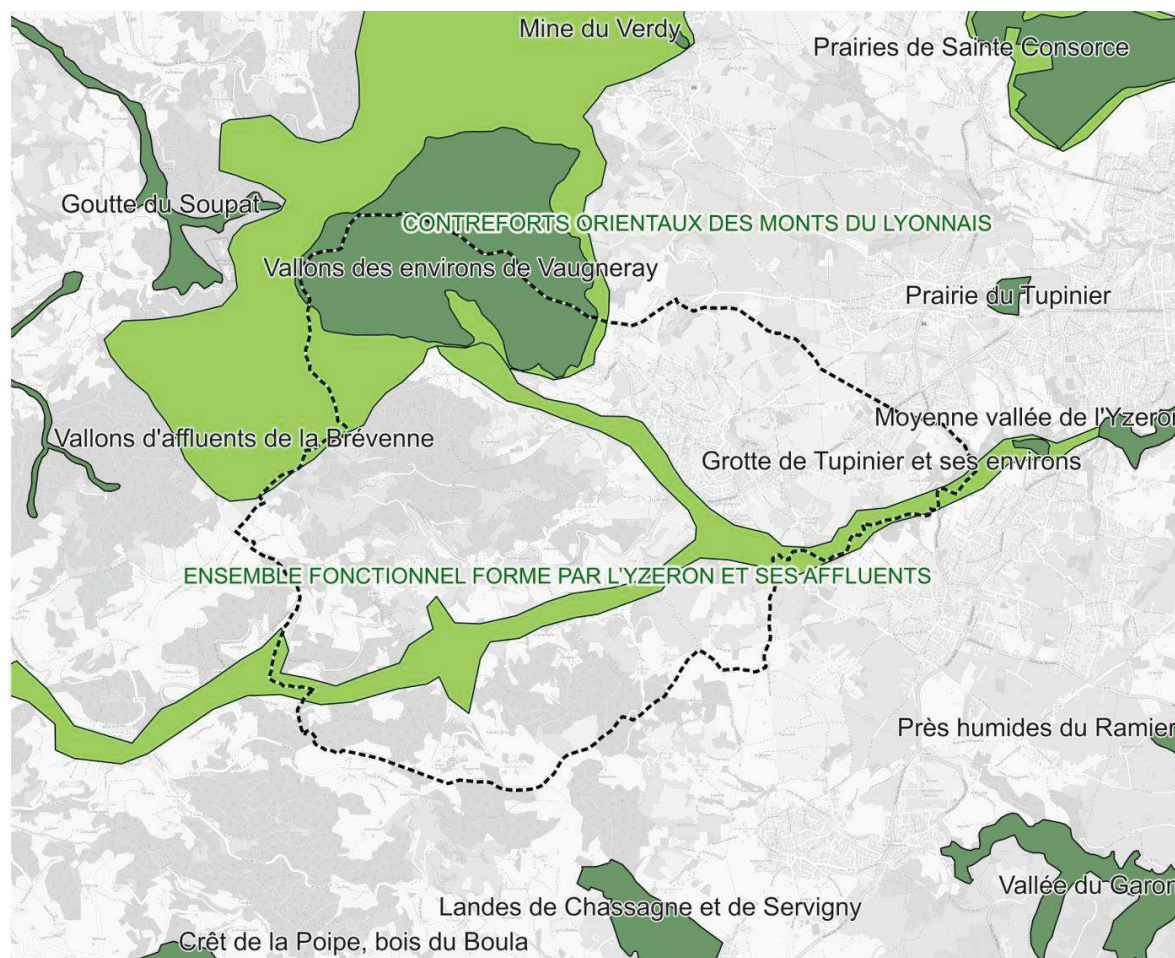 Mine du Verdy
Prairies de Sainte Consorce
Goutte du Soupat
CONTREFORTS ORIENTAUX DES MONTS DU LYONNAIS
Vallons des environs de Vaugneray
Prairie du Tupinier
Moyenne vallée de l'Yzeron
Vallons d'affluents de la Brévenne
Grotte de Tupinier et ses environs
ENSEMBLE FONCTIONNEL FORME PAR L'YZERON ET SES AFFLUENTS
Près humides du Ramier
Vallée du Garon
Landes de Chassagne et de Servigny
Crêt de la Poipe, bois du Boula